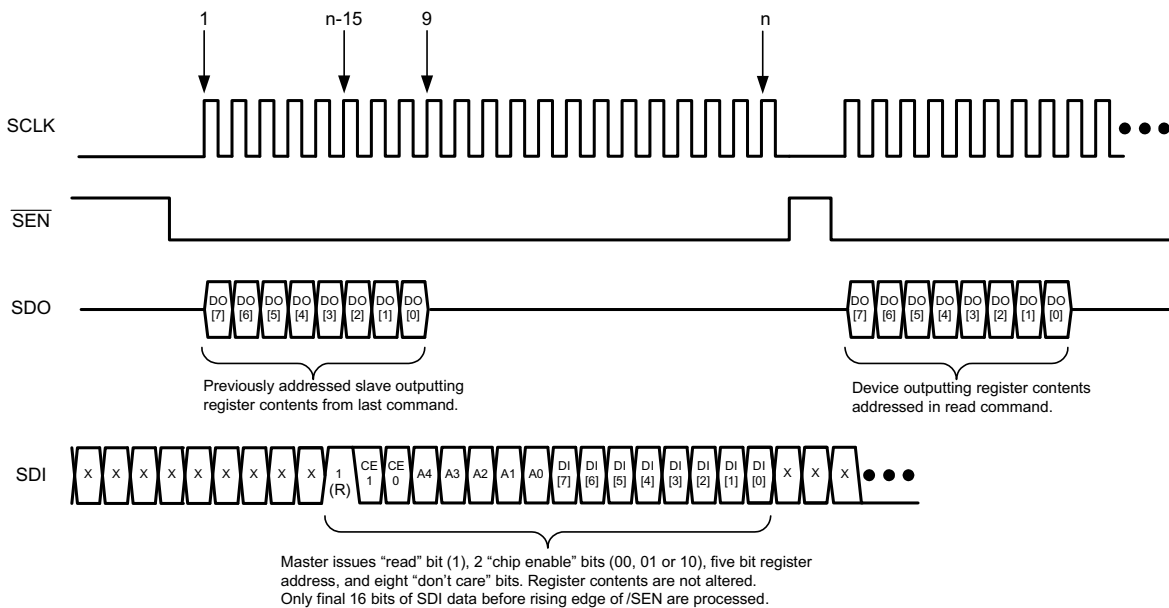 1 n-15 9 n
SCLK
SEN
SDO
DO [7] DO [6] DO [5] DO [4] DO [3] DO [2] DO [1] DO [0]
DO [7] DO [6] DO [5] DO [4] DO [3] DO [2] DO [1] DO [0]
Previously addressed slave outputting
register contents from last command.
Device outputting register contents
addressed in read command.
SDI
X X X X X X X X X 1 (R) CE 1 CE 0 A4 A3 A2 A1 A0 DI [7] DI [6] DI [5] DI [4] DI [3] DI [2] DI [1] DI [0] X X X
Master issues “read” bit (1), 2 “chip enable” bits (00, 01 or 10), five bit register
address, and eight “don’t care” bits. Register contents are not altered.
Only final 16 bits of SDI data before rising edge of /SEN are processed.